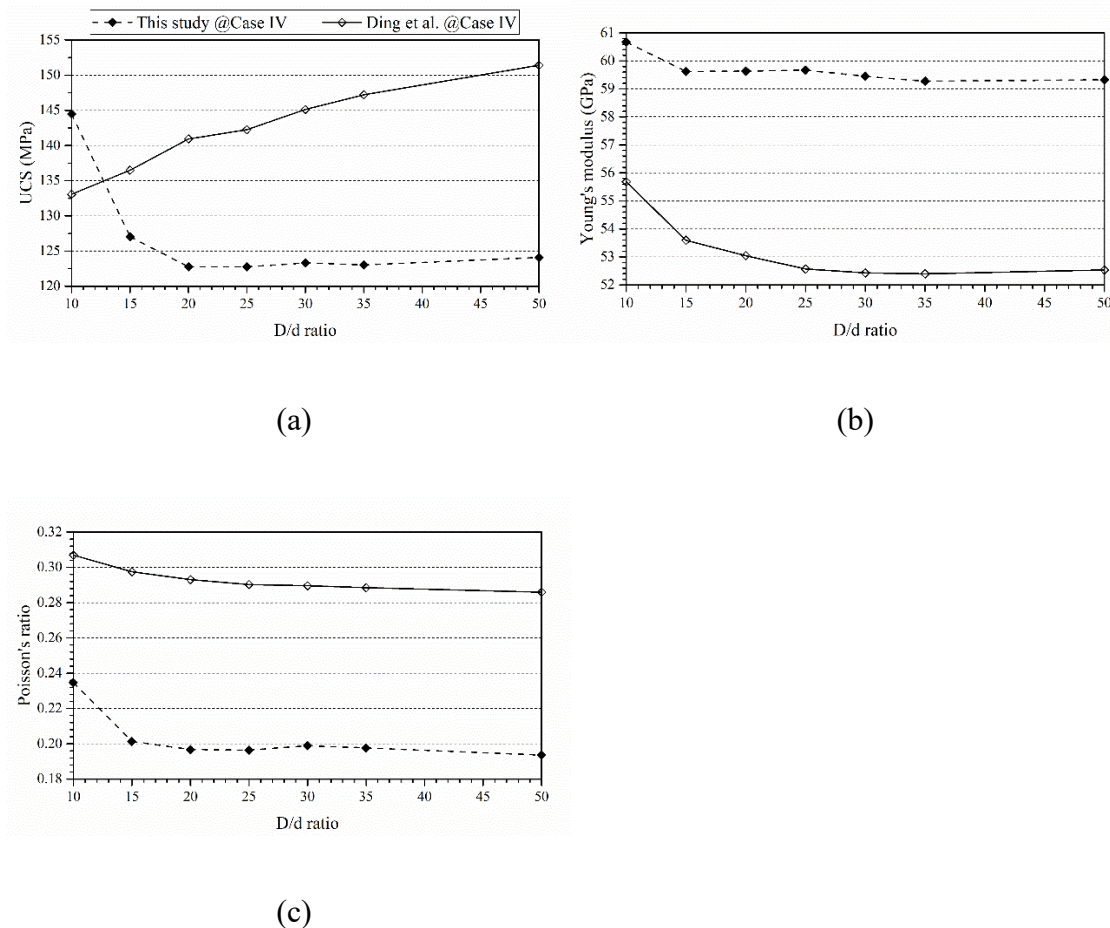 This study @Case IV
Ding et al. @Case IV
155
150
145
140
135
130
125
120
UCS (MPa)
10 15 20 25 30 35 40 45 50
D/d ratio
(a)
61
60
59
58
57
56
55
54
53
52
Young's modulus (GPa)
10 15 20 25 30 35 40 45 50
D/d ratio
(b)
0.32
0.30
0.28
0.26
0.24
0.22
0.20
0.18
Poisson's ratio
10 15 20 25 30 35 40 45 50
D/d ratio
(c)